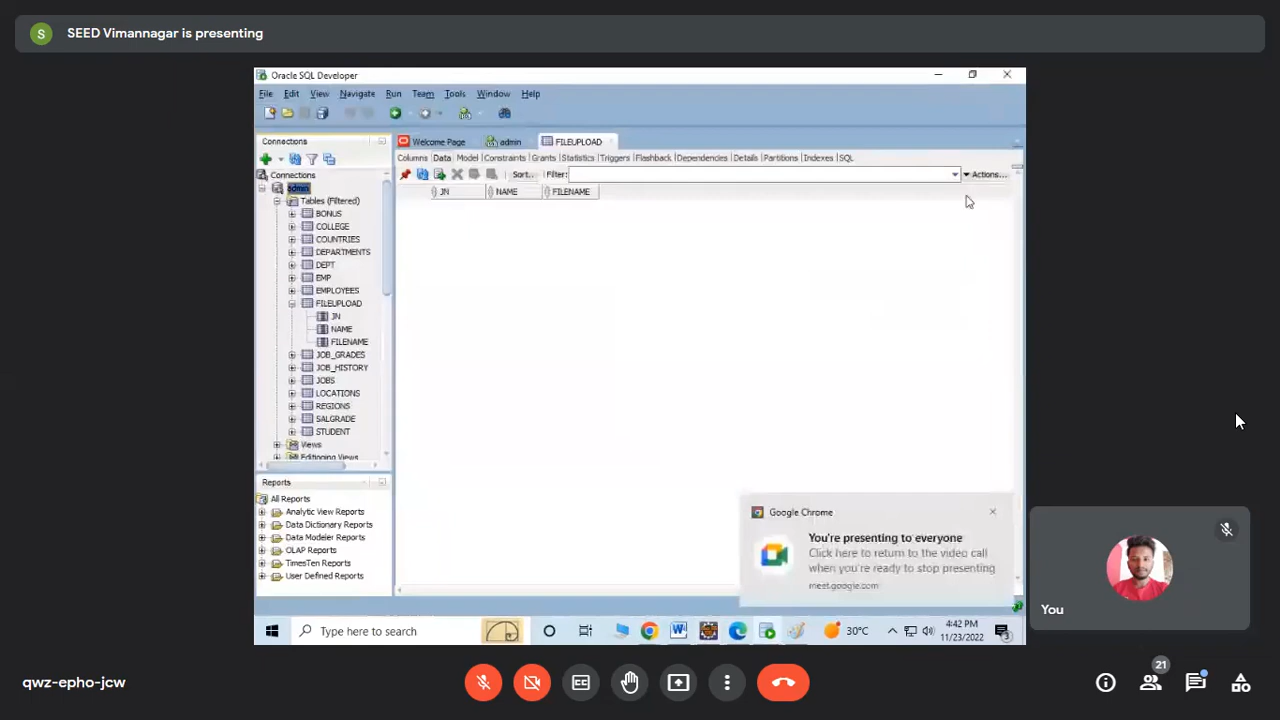 S SEED Vimannagar is presenting
Oracle SQL Developer
File Edit View Navigate Run Team Tools Window Help
Connections
Connections
admin
Tables (Filtered)
BONUS
COLLEGE
COUNTRIES
DEPARTMENTS
DEPT
EMP
EMPLOYEES
FILEUPLOAD
JN
NAME
FILENAME
JOB_GRADES
JOB_HISTORY
JOBS
LOCATIONS
REGIONS
SALGRADE
STUDENT
Views
Editioning Views
Reports
All Reports
Analytic View Reports
Data Dictionary Reports
Data Modeler Reports
OLAP Reports
TimesTen Reports
User Defined Reports
Welcome Page admin FILEUPLOAD
Columns Data Model Constraints Grants Statistics Triggers Flashback Dependencies Details Partitions Indexes SQL
Sort.. Filter: Actions...
JN NAME FILENAME
Google Chrome
You're presenting to everyone
Click here to return to the video call
when you're ready to stop presenting
meet.google.com
Type here to search
30°C
4:42 PM
11/23/2022
3
You
qwz-epho-jcw
21